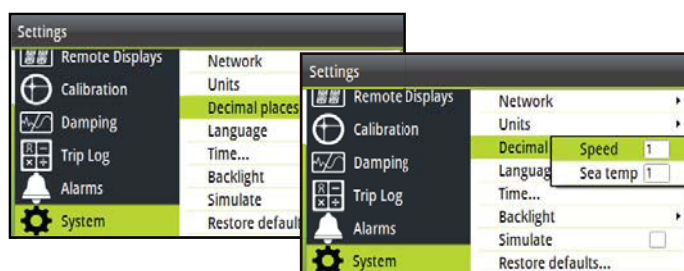 Settings
Remote Displays
Calibration
Damping
Trip Log
Alarms
System
Network
Units
Decimal places
Language
Time...
Backlight
Simulate
Restore default
Settings
Remote Displays
Calibration
Damping
Trip Log
Alarms
System
Network
Units
Decimal
Languag
Time...
Backlight
Simulate
Restore defaults...
Speed 1
Sea temp 1